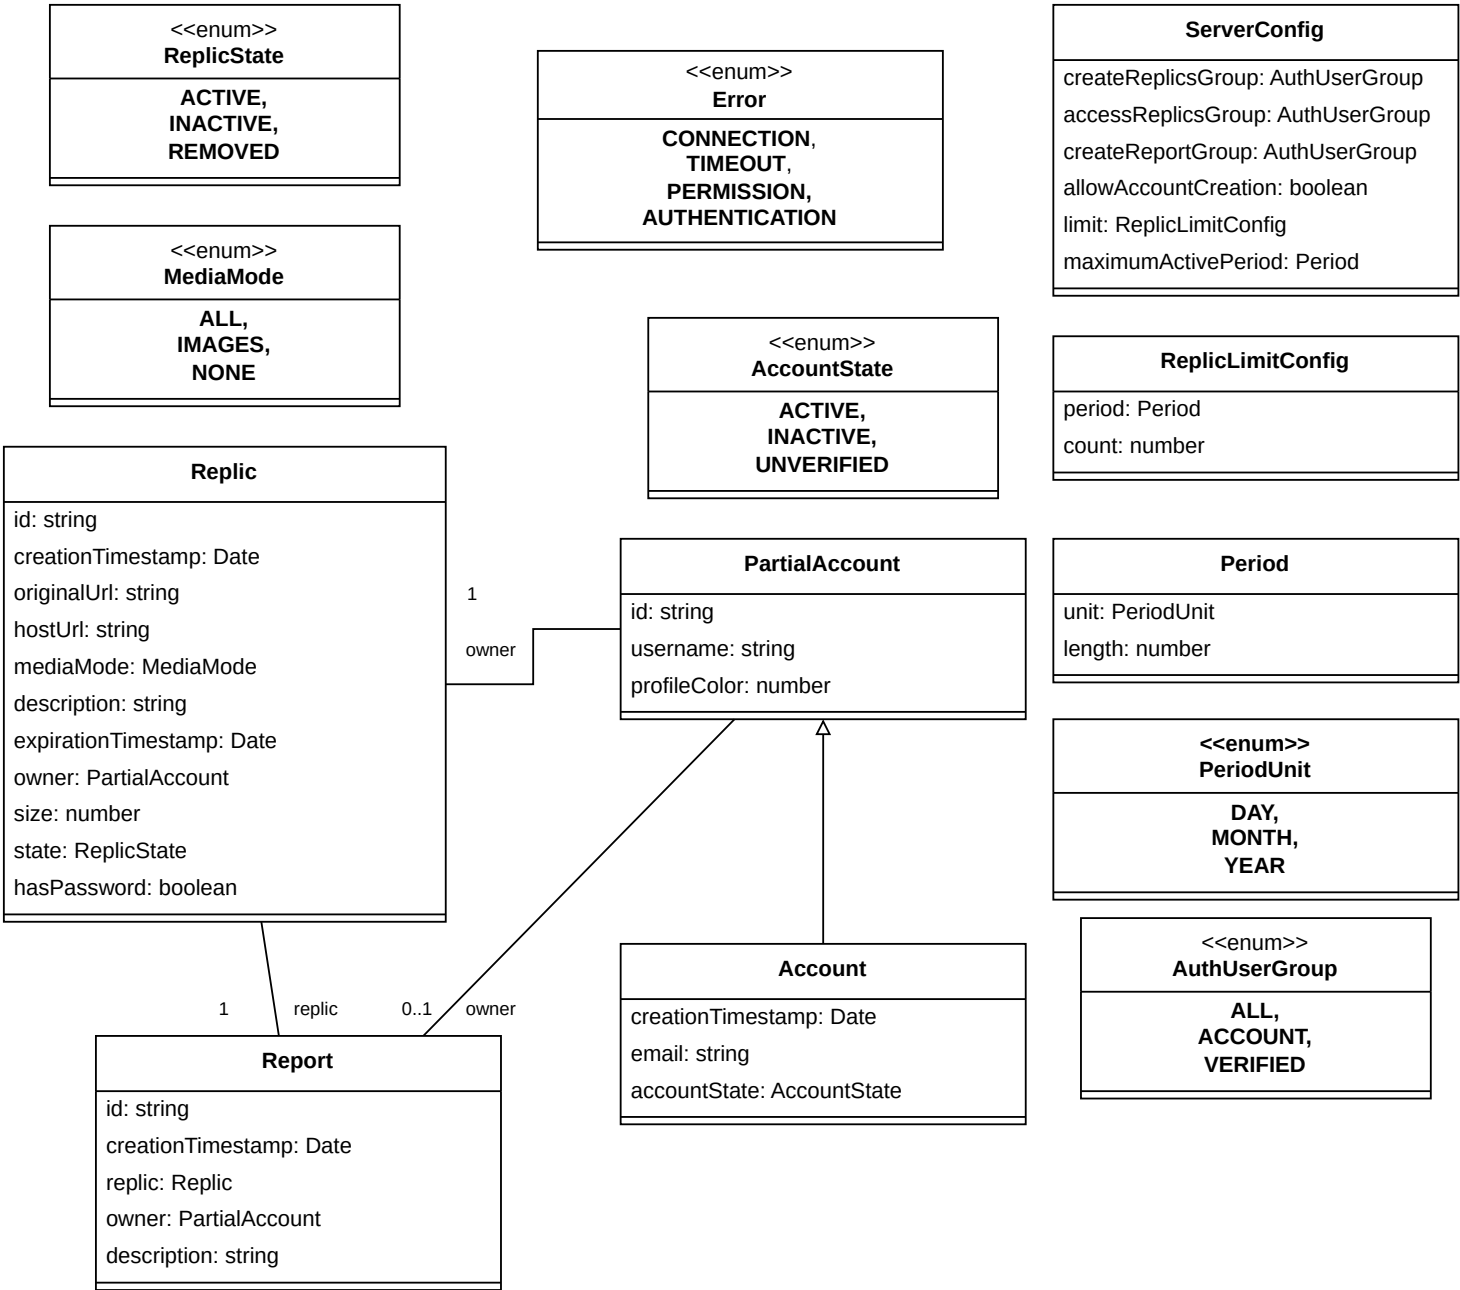 <<enum>>
ReplicState
ACTIVE,
INACTIVE,
REMOVED
<<enum>>
MediaMode
ALL,
IMAGES,
NONE
<<enum>>
Error
CONNECTION,
TIMEOUT,
PERMISSION,
AUTHENTICATION
ServerConfig
createReplicsGroup: AuthUserGroup
accessReplicsGroup: AuthUserGroup
createReportGroup: AuthUserGroup
allowAccountCreation: boolean
limit: ReplicLimitConfig
maximumActivePeriod: Period
<<enum>>
AccountState
ACTIVE,
INACTIVE,
UNVERIFIED
ReplicLimitConfig
period: Period
count: number
Replic
id: string
creationTimestamp: Date
originalUrl: string
hostUrl: string
mediaMode: MediaMode
description: string
expirationTimestamp: Date
owner: PartialAccount
size: number
state: ReplicState
hasPassword: boolean
1
owner
PartialAccount
id: string
username: string
profileColor: number
Period
unit: PeriodUnit
length: number
<<enum>>
PeriodUnit
DAY,
MONTH,
YEAR
<<enum>>
AuthUserGroup
ALL,
ACCOUNT,
VERIFIED
Account
creationTimestamp: Date
email: string
accountState: AccountState
1
replic
0..1
owner
Report
id: string
creationTimestamp: Date
replic: Replic
owner: PartialAccount
description: string